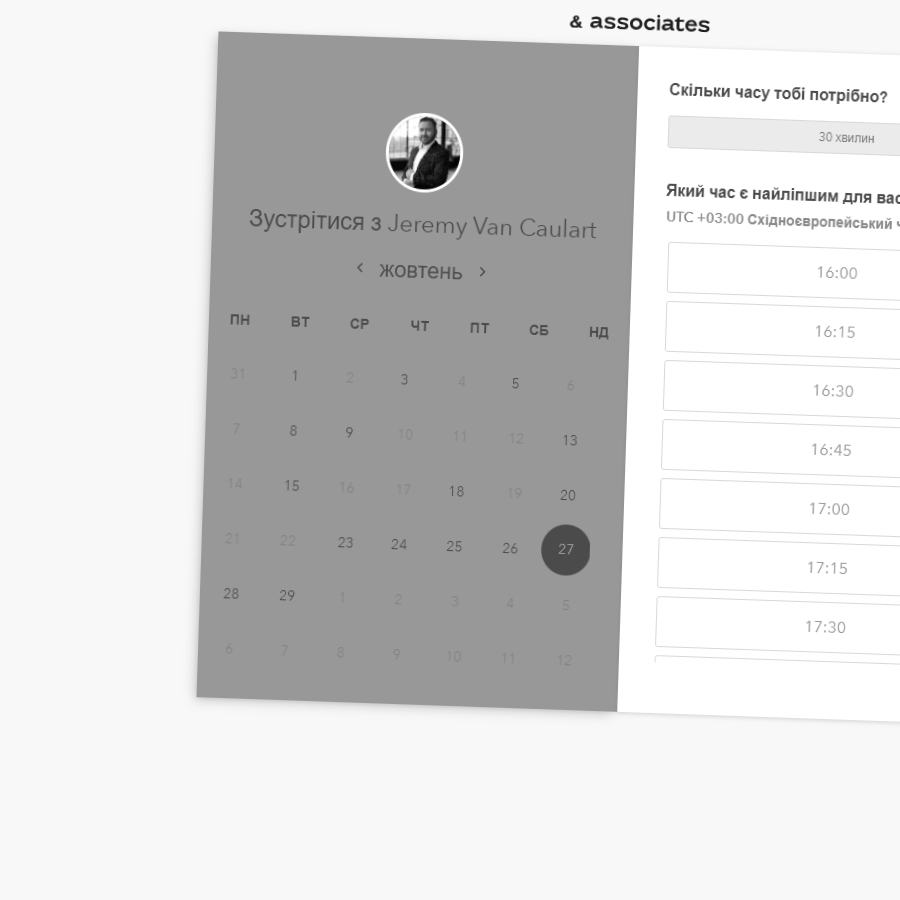 & associates
Зустрітися з Jeremy Van Caulart
‹ жовтень ›
ПН ВТ СР ЧТ ПТ СБ НД
31 1 2 3 4 5 6
7 8 9 10 11 12 13
14 15 16 17 18 19 20
21 22 23 24 25 26 27
28 29 1 2 3 4 5
6 7 8 9 10 11 12
Скільки часу тобі потрібно?
30 хвилин
Який час є найліпшим для вас
UTC +03:00 Східноєвропейський
16:00
16:15
16:30
16:45
17:00
17:15
17:30